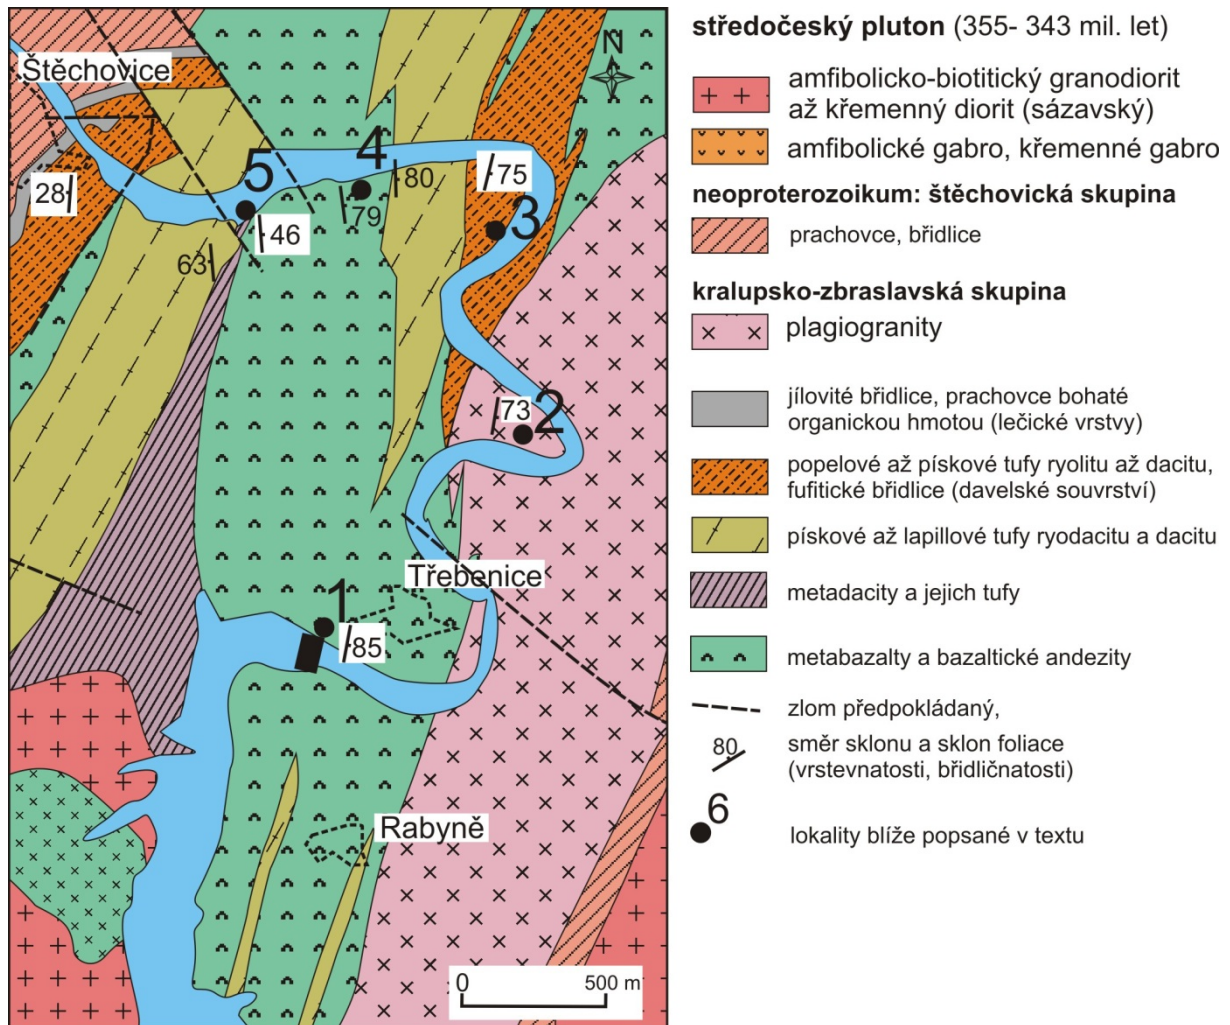 Štěchovice
N
5
4
28
46
79
80
75
3
63
73
2
Třebenice
1
85
Rabyně
0
500 m
středočeský pluton (355- 343 mil. let)
amfibolicko-biotitický granodiorit
až křemenný diorit (sázavský)
amfibolické gabro, křemenné gabro
neoproterozoikum: štěchovická skupina
prachovce, břidlice
kralupsko-zbraslavská skupina
plagiogranity
jílovité břidlice, prachovce bohaté
organickou hmotou (lečické vrstvy)
popelové až pískové tufy ryolitu až dacitu,
fufitické břidlice (davelské souvrství)
pískové až lapillové tufy ryodacitu a dacitu
metadacity a jejich tufy
metabazalty a bazaltické andezity
zlom předpokládaný,
80
směr sklonu a sklon foliace
(vrstevnatosti, břidličnatosti)
6
lokality blíže popsané v textu